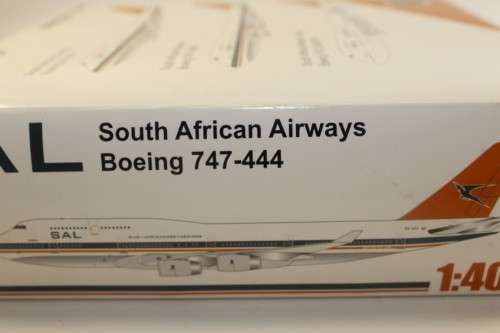 AL
South African Airways
Boeing 747-444
SAL
1:40